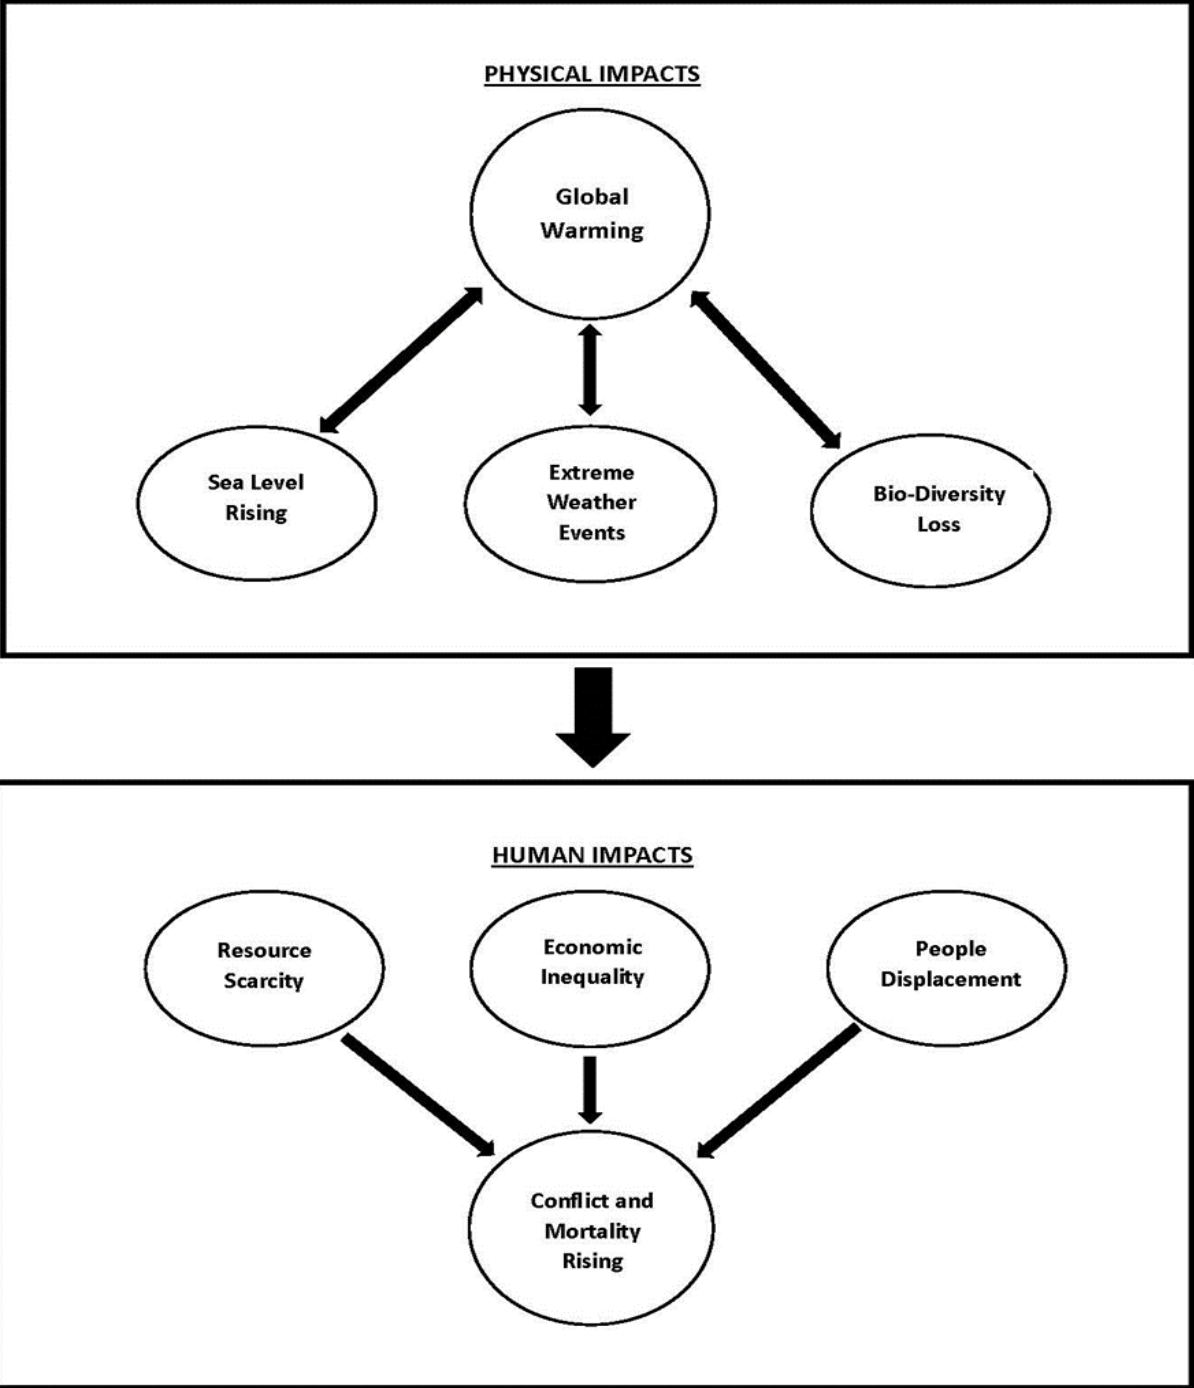 PHYSICAL IMPACTS
Global
Warming
Sea Level
Rising
Extreme
Weather
Events
Bio-Diversity
Loss
HUMAN IMPACTS
Resource
Scarcity
Economic
Inequality
People
Displacement
Conflict and
Mortality
Rising